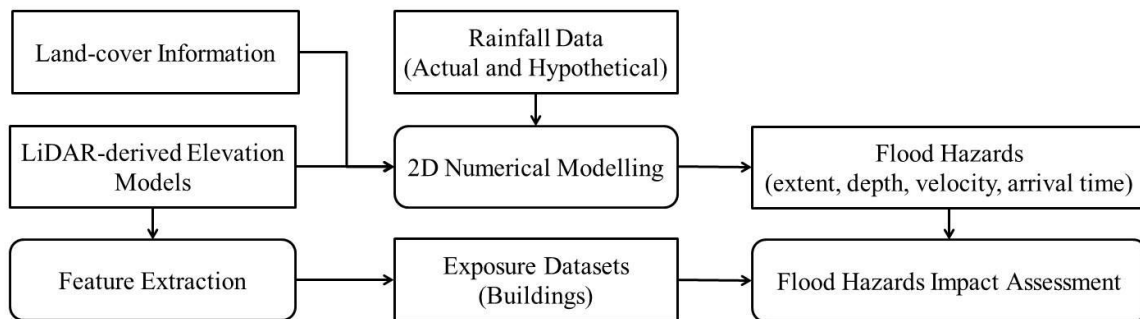 Land-cover Information
Rainfall Data
(Actual and Hypothetical)
LiDAR-derived Elevation
Models
2D Numerical Modelling
Flood Hazards
(extent, depth, velocity, arrival time)
Feature Extraction
Exposure Datasets
(Buildings)
Flood Hazards Impact Assessment